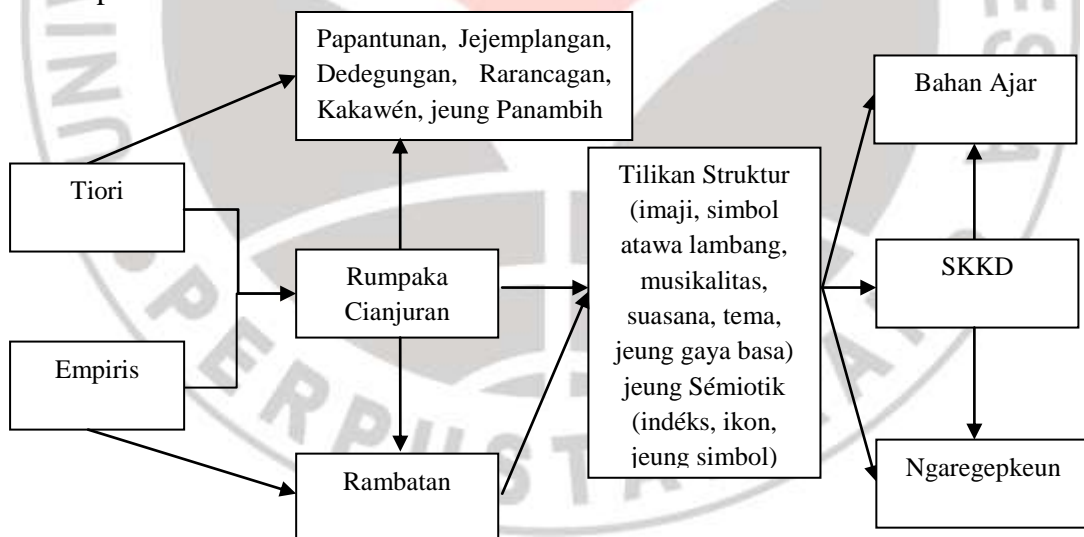 Papantunan, Jejemplangan,
Dedegungan, Rarancagan,
Kakawén, jeung Panambih
Tiori
Empiris
Rumpaka
Cianjuran
Rambatan
Tilikan Struktur
(imaji, simbol
atawa lambang,
musikalitas,
suasana, tema,
jeung gaya basa)
jeung Sémiotik
(indéks, ikon,
jeung simbol)
Bahan Ajar
SKKD
Ngaregepkeun